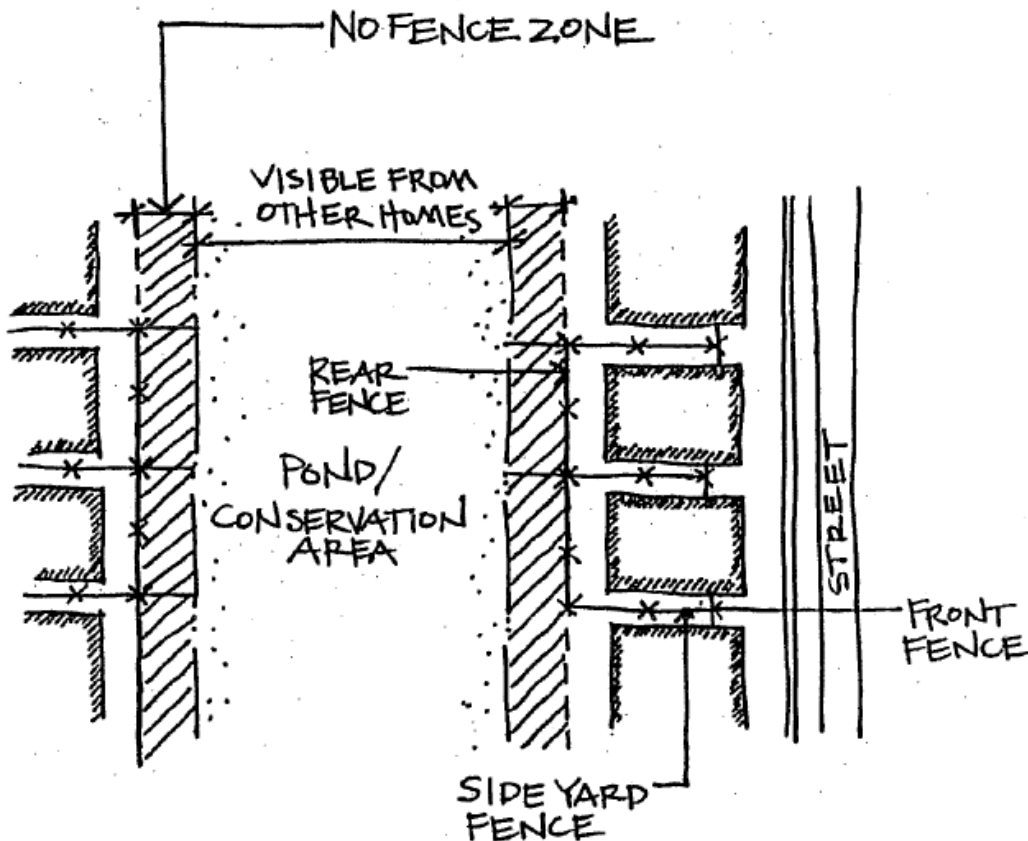 NO FENCE ZONE
VISIBLE FROM
OTHER HOMES
REAR
FENCE
POND/
CONSERVATION
AREA
STREET
FRONT
FENCE
SIDE YARD
FENCE